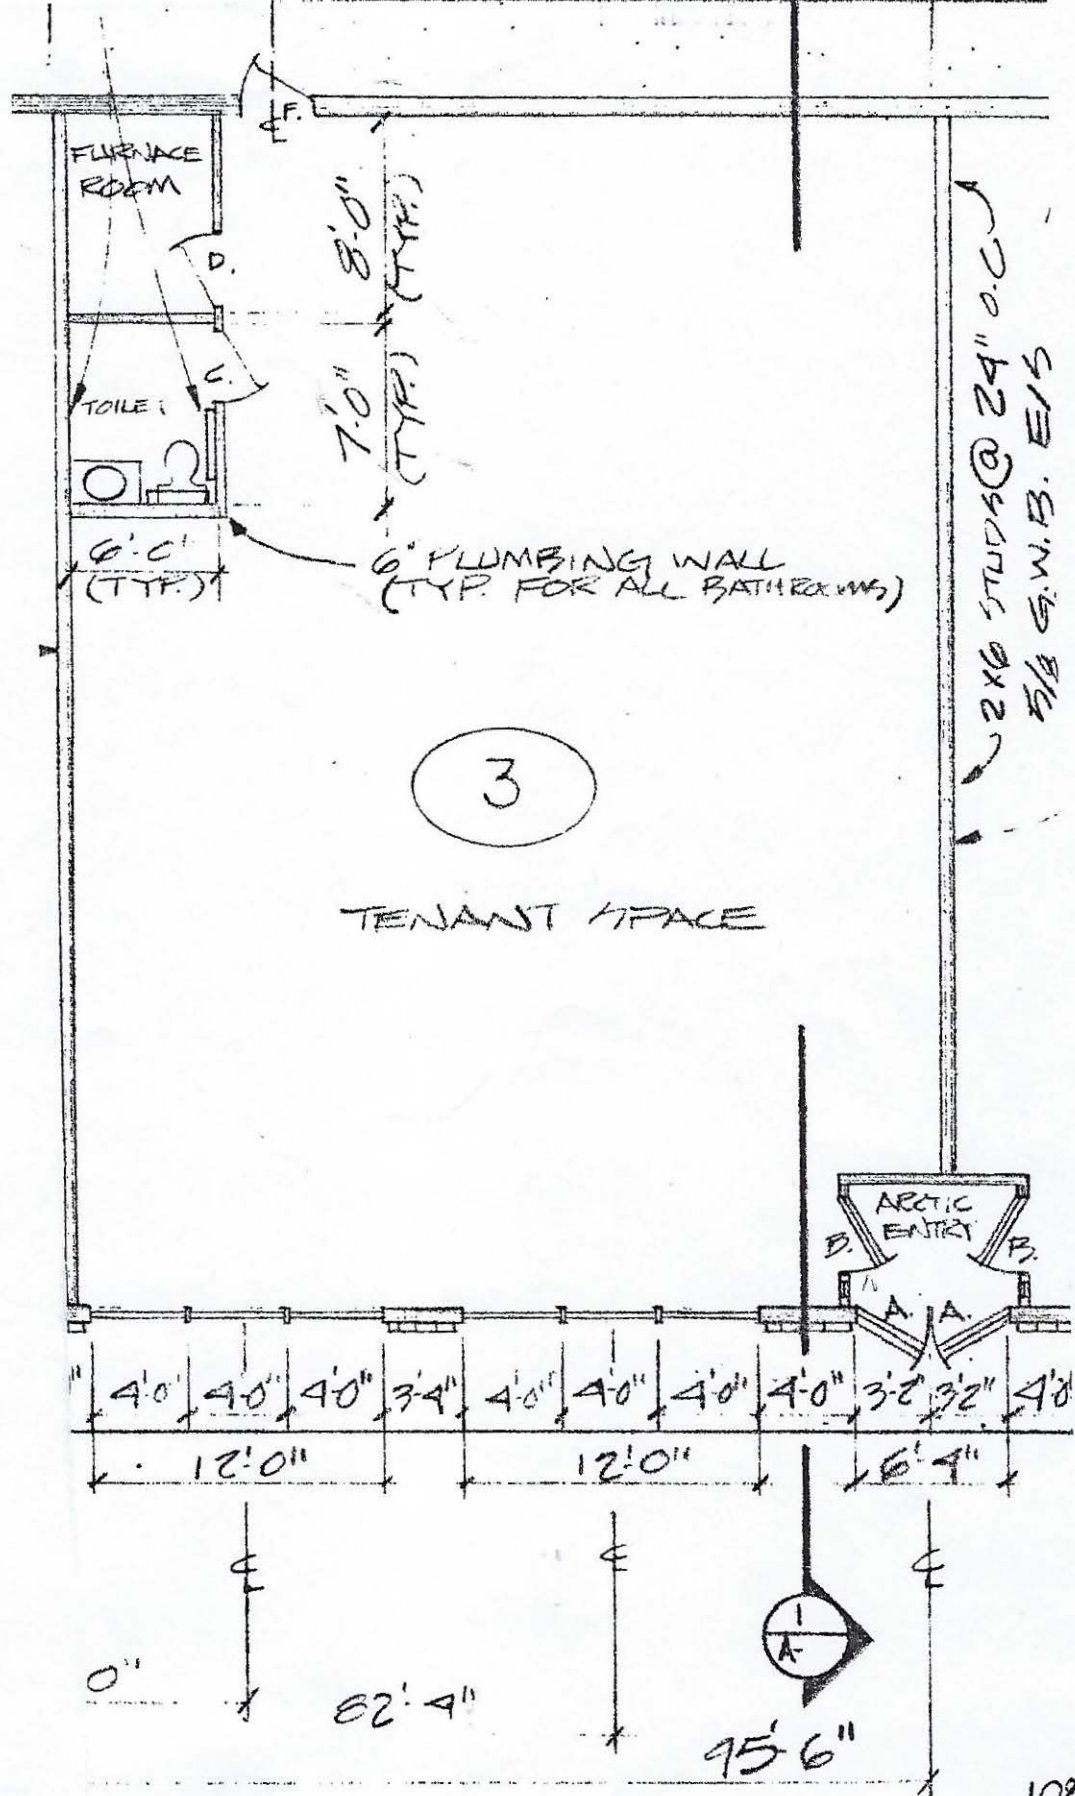 F.
FURNACE
ROOM
D.
8'-0"
(TYP.)
C.
7'-0"
(TYP.)
TOILET
6'-0"
(TYP.)
6" PLUMBING WALL
(TYP. FOR ALL BATHROOMS)
2x6 STUDS @ 24" O.C
5/8 G.W.B. E/S
3
TENANT SPACE
ARCTIC
ENTRY
B.
B.
A.
A.
4'-0"
4'-0"
4'-0"
3'-4"
4'-0"
4'-0"
4'-0"
4'-0"
3'-2"
3'-2"
4'-0
12'-0"
12'-0"
6'-4"
1
A-
0"
82'-4"
95'-6"
108